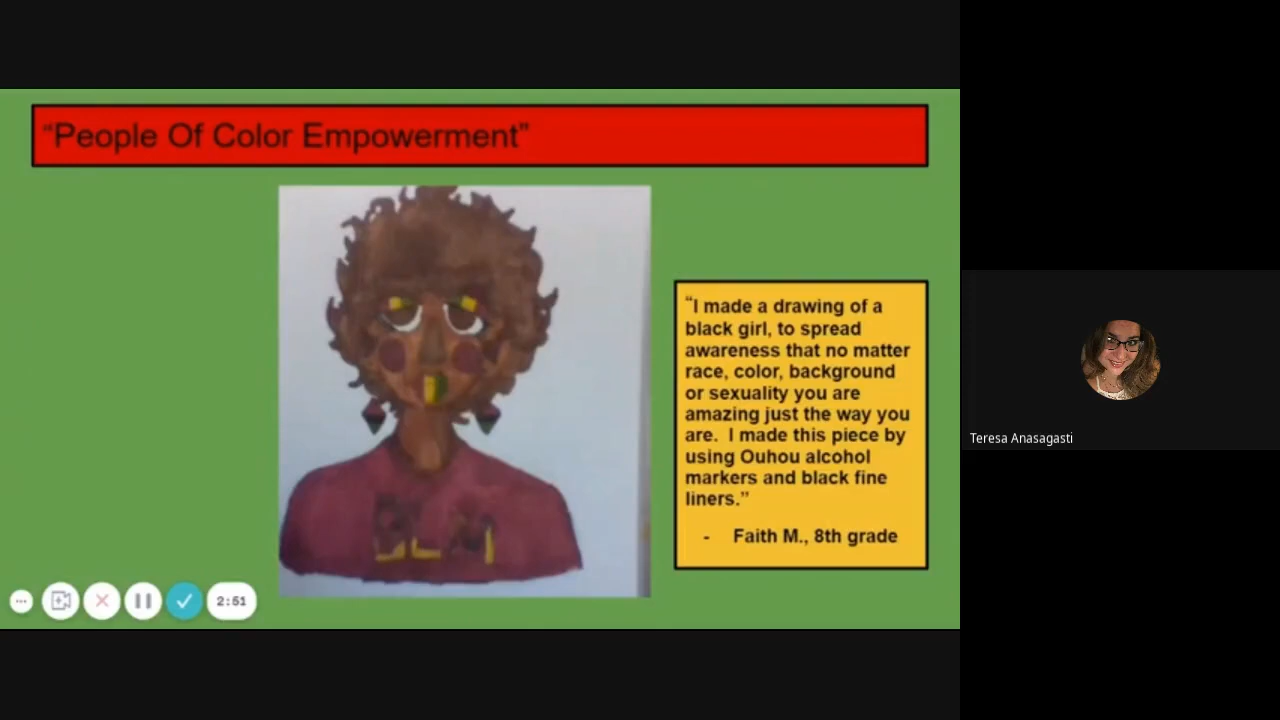 “People Of Color Empowerment”
“I made a drawing of a
black girl, to spread
awareness that no matter
race, color, background
or sexuality you are
amazing just the way you
are.  I made this piece by
using Ouhou alcohol
markers and black fine
liners.”
-    Faith M., 8th grade
BLM
Teresa Anasagasti
2:51